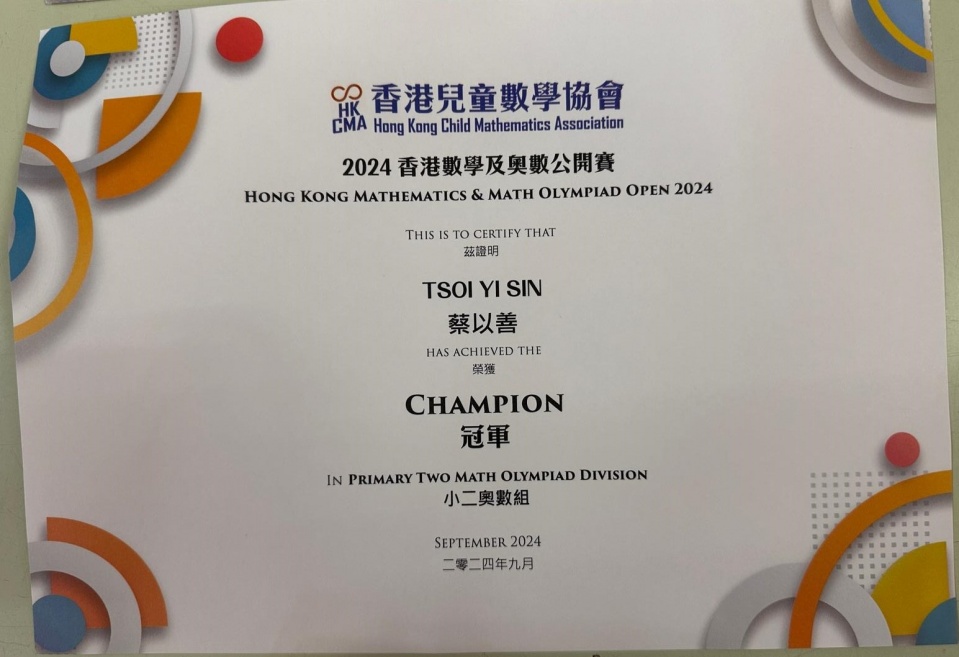 香港兒童數學協會
HK
CMA Hong Kong Child Mathematics Association
2024 香港數學及奧數公開賽
HONG KONG MATHEMATICS & MATH OLYMPIAD OPEN 2024
THIS IS TO CERTIFY THAT
茲證明
TSOI YI SIN
蔡以善
HAS ACHIEVED THE
榮獲
CHAMPION
冠軍
IN PRIMARY TWO MATH OLYMPIAD DIVISION
小二奧數組
SEPTEMBER 2024
二零二四年九月